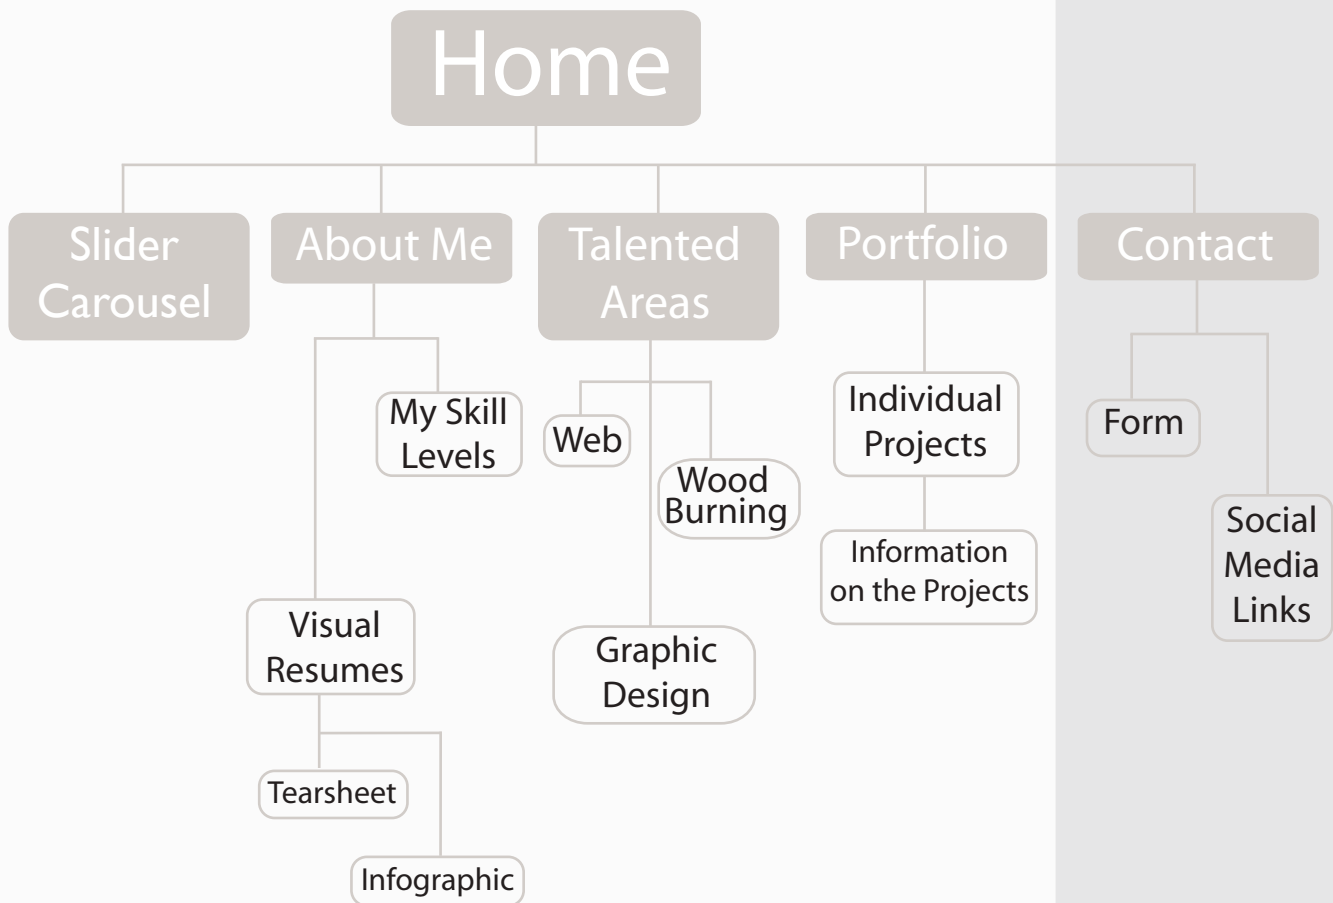 Home
Slider
Carousel
About Me
Talented
Areas
Portfolio
Contact
My Skill
Levels
Visual
Resumes
Tearsheet
Infographic
Web
Wood
Burning
Graphic
Design
Individual
Projects
Information
on the Projects
Form
Social
Media
Links